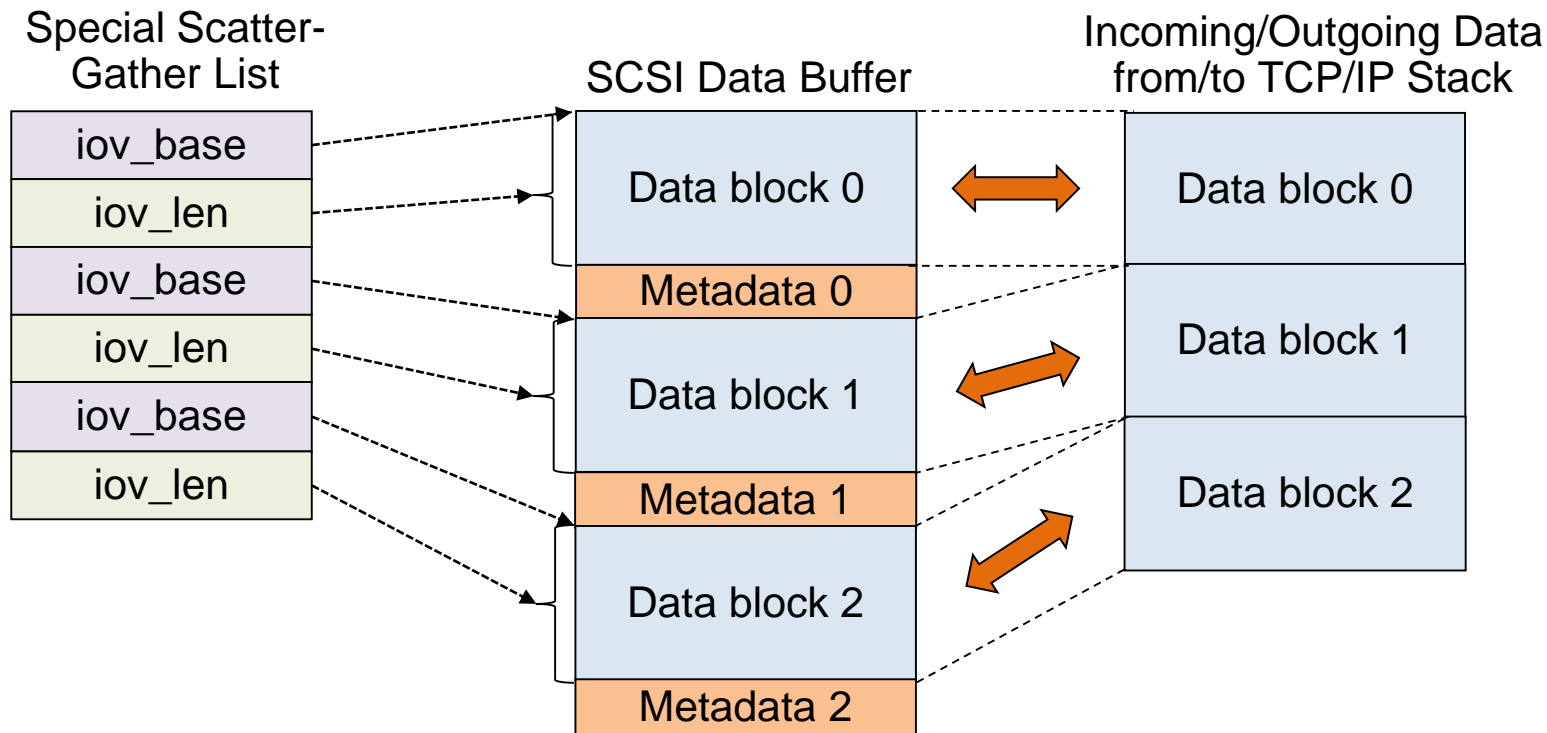 Special Scatter-
Gather List
iov_base
iov_len
iov_base
iov_len
iov_base
iov_len
SCSI Data Buffer
Data block 0
Metadata 0
Data block 1
Metadata 1
Data block 2
Metadata 2
Incoming/Outgoing Data
from/to TCP/IP Stack
Data block 0
Data block 1
Data block 2